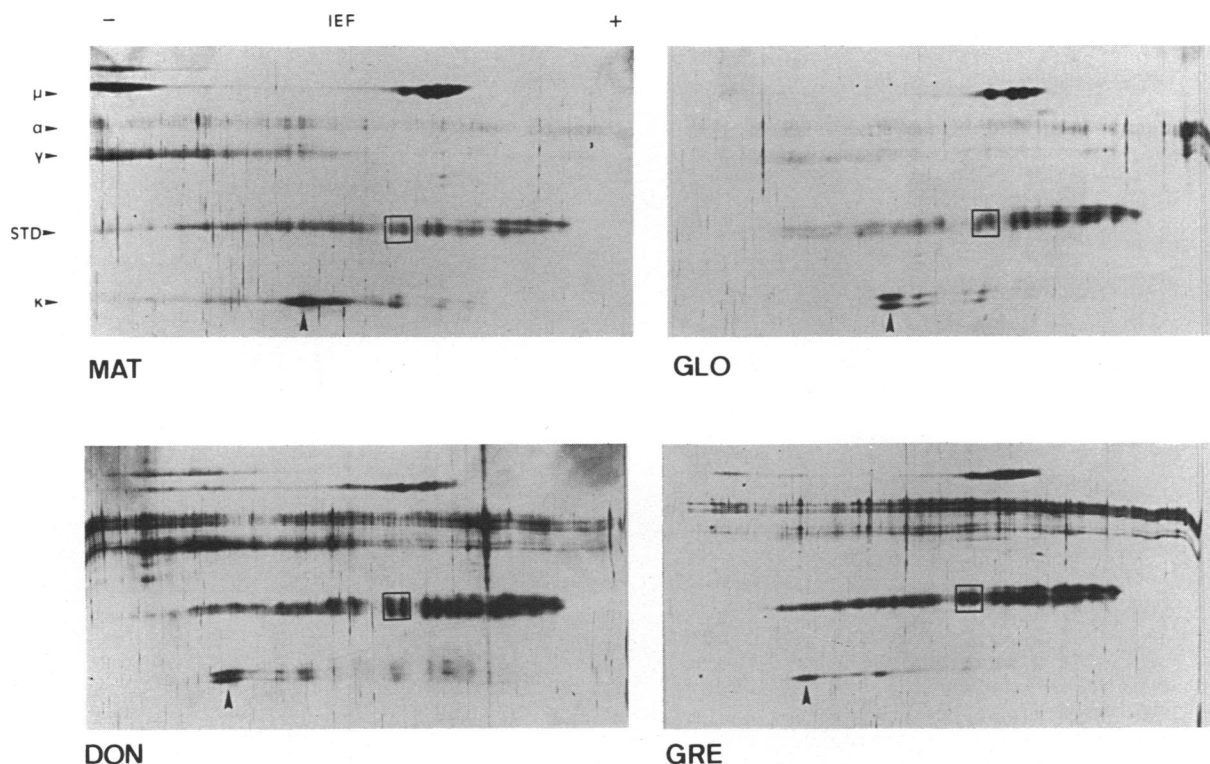 − IEF +
μ
α
γ
STD
κ
MAT GLO
DON GRE